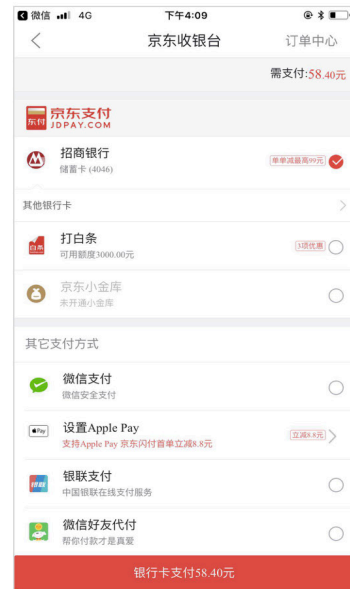 微信 4G 下午4:09
京东收银台 订单中心
需支付:58.40元
东付 京东支付
JDPAY.COM
招商银行 单单减最高99元
储蓄卡 (4046)
其他银行卡
白条 打白条 3项优惠
可用额度3000.00元
京东小金库
未开通小金库
其它支付方式
微信支付
微信安全支付
Pay 设置Apple Pay 立减8.8元
支持Apple Pay 京东闪付首单立减8.8元
银联支付
中国银联在线支付服务
微信好友代付
帮你付款才是真爱
银行卡支付58.40元